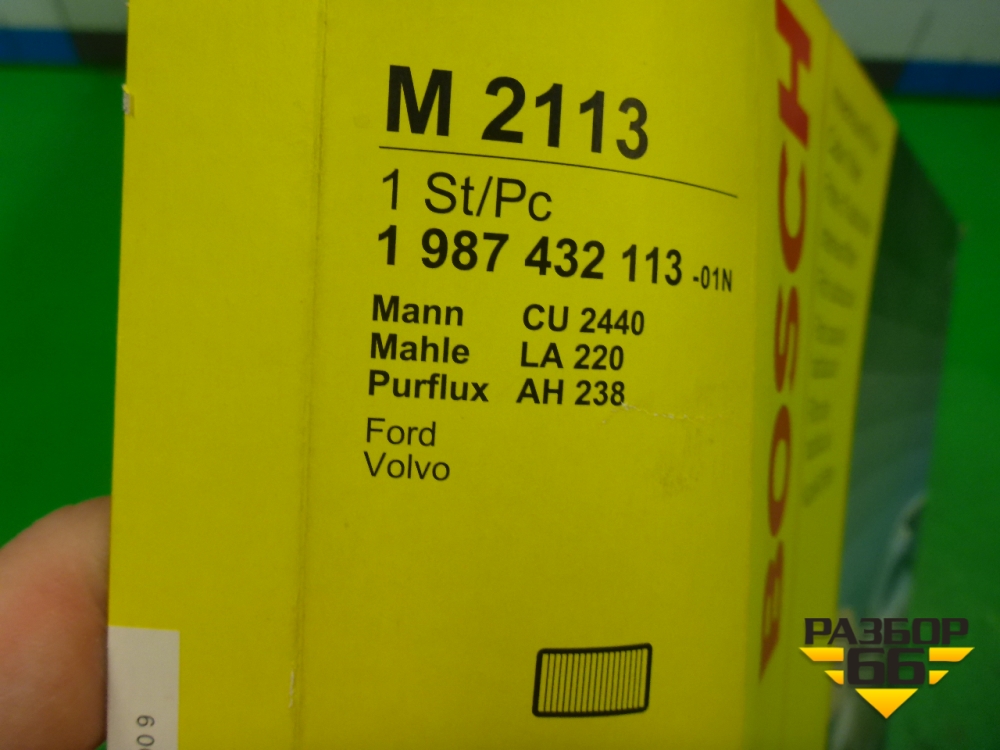 M 2113
1 St/Pc
1 987 432 113 -01N
Mann CU 2440
Mahle LA 220
Purflux AH 238
Ford
Volvo
BOSCH
РАЗБОР
66